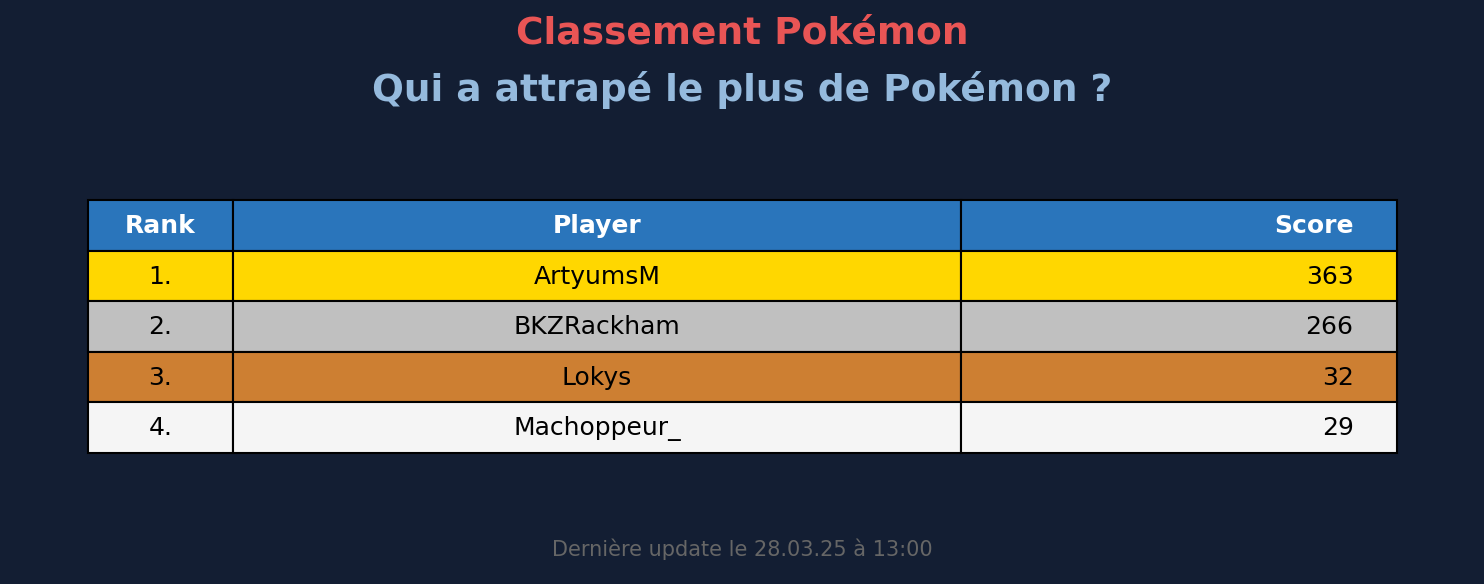 Classement Pokémon
Qui a attrapé le plus de Pokémon ?
Rank Player Score
1. ArtyumsM 363
2. BKZRackham 266
3. Lokys 32
4. Machoppeur_ 29
Dernière update le 28.03.25 à 13:00